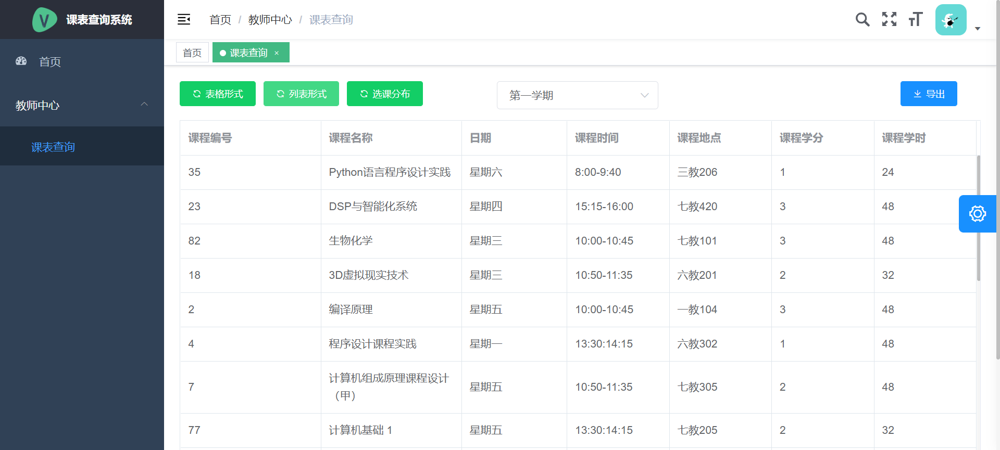 V 课表查询系统
首页 / 教师中心 / 课表查询
首页
教师中心
课表查询
首页 课表查询 ×
表格形式 列表形式 选课分布 第一学期 导出
课程编号 课程名称 日期 课程时间 课程地点 课程学分 课程学时
35 Python语言程序设计实践 星期六 8:00-9:40 三教206 1 24
23 DSP与智能化系统 星期四 15:15-16:00 七教420 3 48
82 生物化学 星期三 10:00-10:45 七教101 3 48
18 3D虚拟现实技术 星期三 10:50-11:35 六教201 2 32
2 编译原理 星期五 10:00-10:45 一教104 3 48
4 程序设计课程实践 星期一 13:30:14:15 六教302 1 48
7 计算机组成原理课程设计（甲） 星期五 10:50-11:35 七教305 2 48
77 计算机基础 1 星期五 13:30:14:15 七教205 2 32